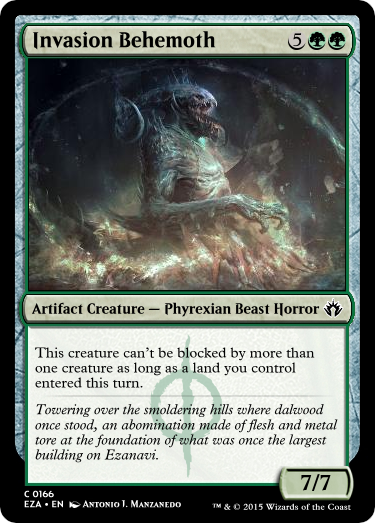 Invasion Behemoth 5
Artifact Creature — Phyrexian Beast Horror
This creature can't be blocked by more than
one creature as long as a land you control
entered this turn.
Towering over the smoldering hills where dalwood
once stood, an abomination made of flesh and metal
tore at the foundation of what was once the largest
building on Ezanavi.
7/7
C 0166
EZA • EN Antonio J. Manzanedo
™ & © 2015 Wizards of the Coast